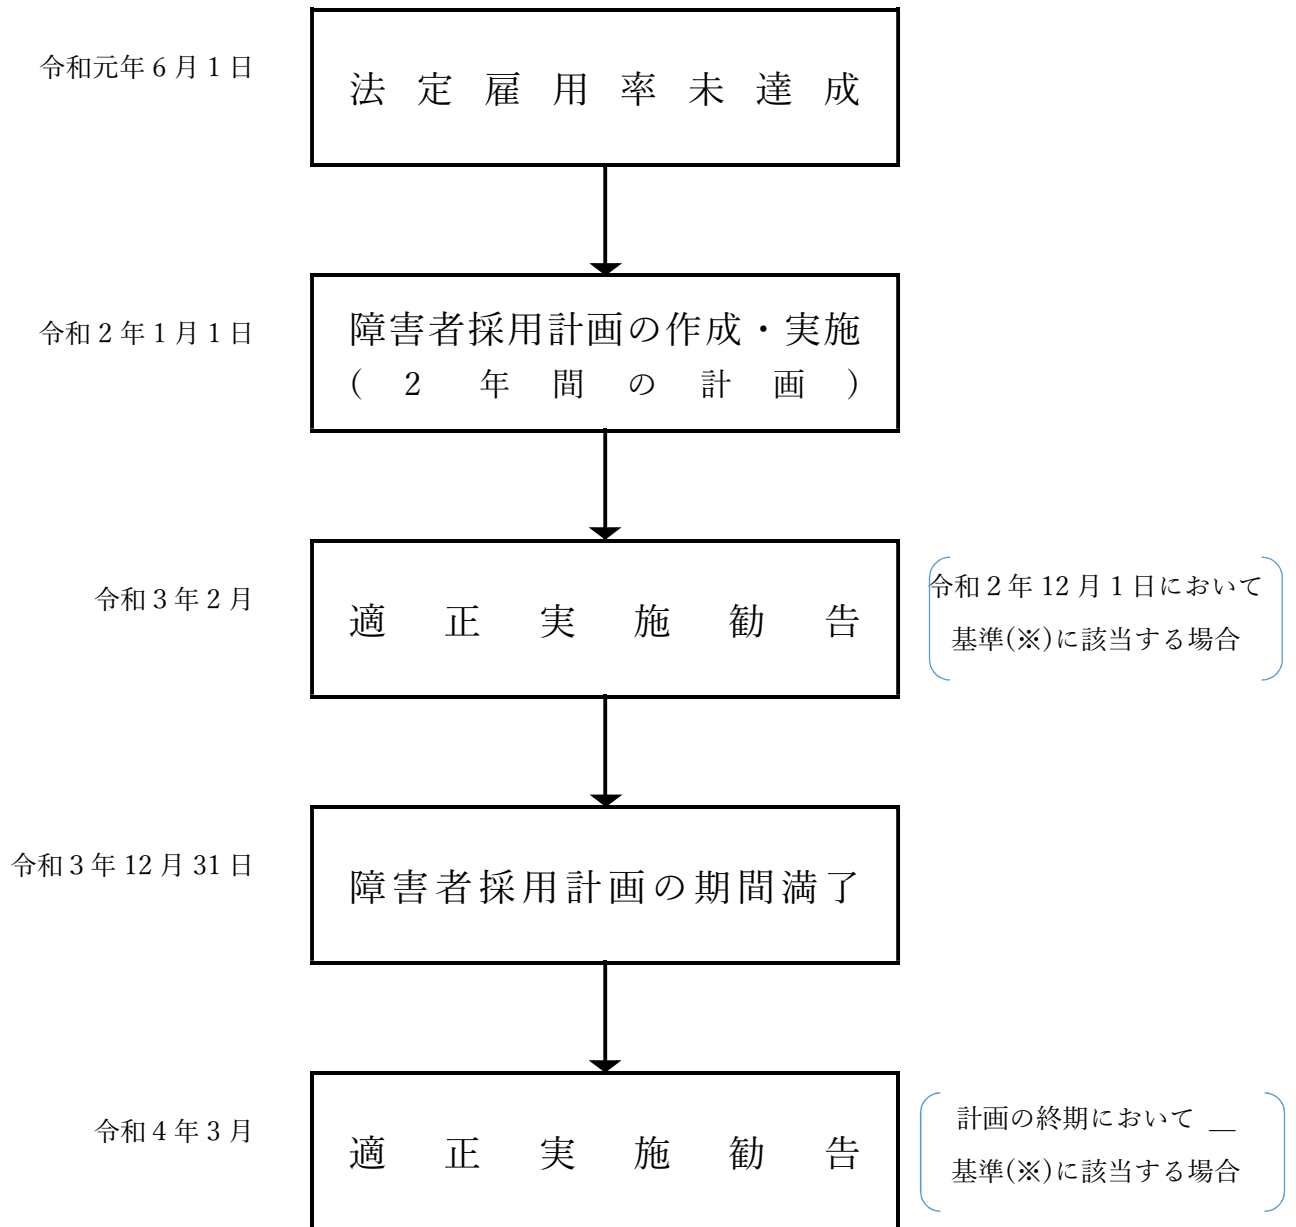 令和元年6月1日
法定雇用率未達成
令和2年1月1日
障害者採用計画の作成・実施
(2年間の計画)
令和3年2月
適正実施勧告
令和2年12月1日において
基準(※)に該当する場合
令和3年12月31日
障害者採用計画の期間満了
令和4年3月
適正実施勧告
計画の終期において
基準(※)に該当する場合